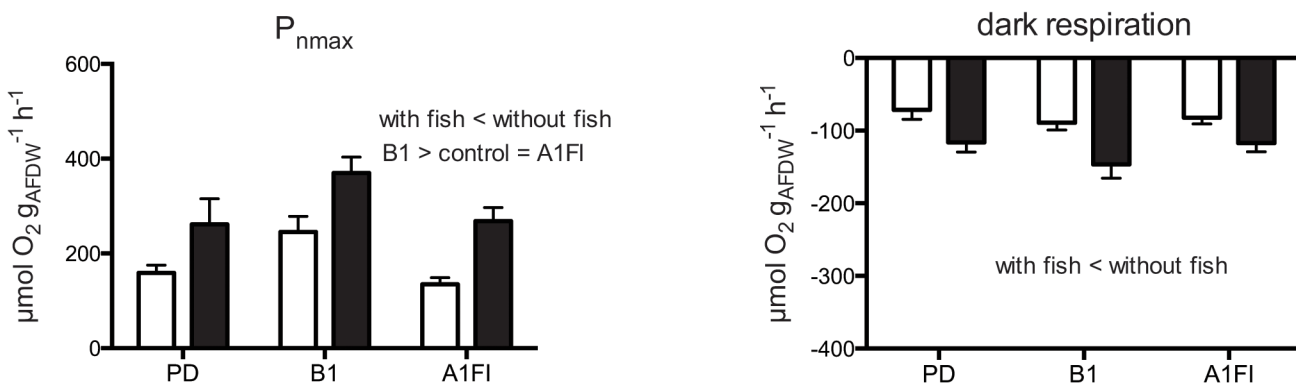 Pnmax
µmol O2 gAFDW-1 h-1
600
400
200
0
with fish < without fish
B1 > control = A1FI
PD B1 A1FI
dark respiration
µmol O2 gAFDW-1 h-1
0
-100
-200
-300
-400
with fish < without fish
PD B1 A1FI